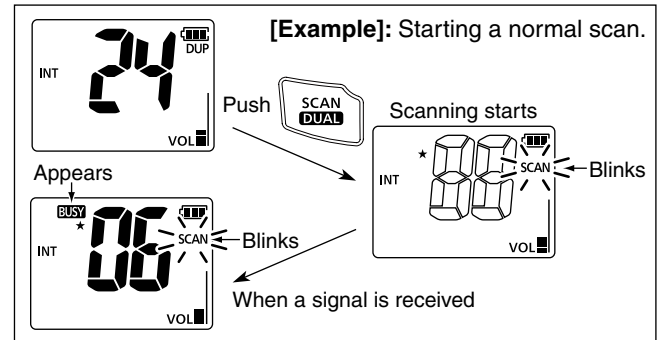 [Example]: Starting a normal scan.
24
DUP
INT
VOL
Push
SCAN
DUAL
Scanning starts
★
88
INT
SCAN
Blinks
VOL
Appears
BUSY
★
06
INT
SCAN
Blinks
VOL
When a signal is received